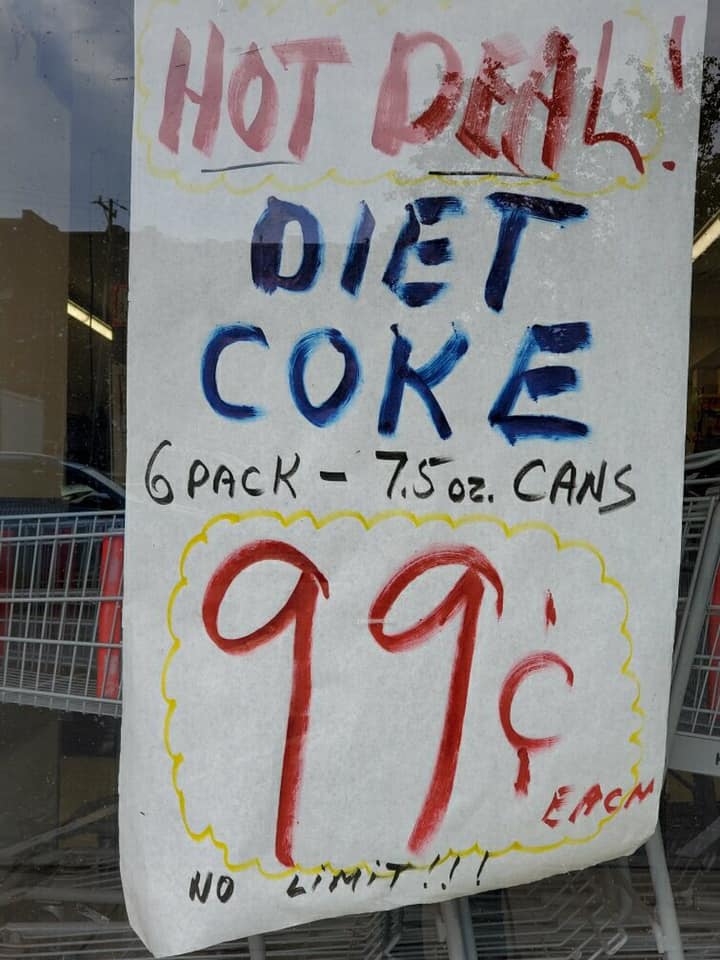 HOT DEAL!
DIET
COKE
6 PACK - 7.5 oz. CANS
99¢
EACH
NO LIMIT!!!